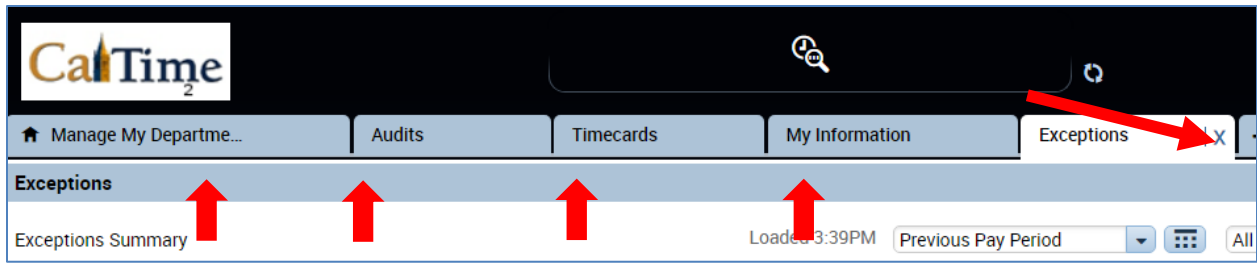 CalTime
2
Manage My Departme... Audits Timecards My Information Exceptions X
Exceptions
Exceptions Summary Loaded 3:39PM Previous Pay Period All